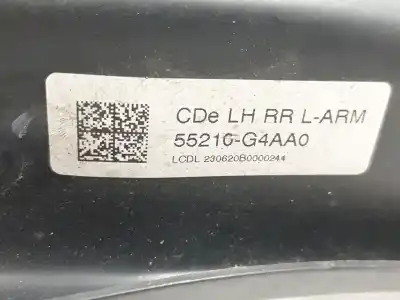 CDe LH RR L-ARM
55210-G4AA0
LCDL 230620B0000244